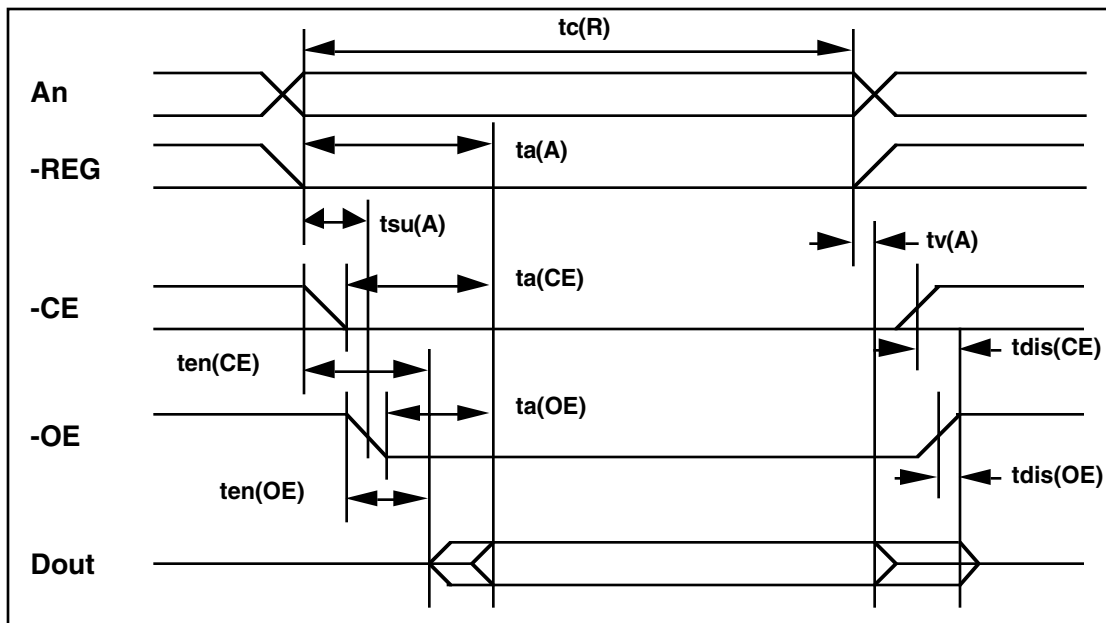 tc(R)
An
ta(A)
-REG
tsu(A)
tv(A)
ta(CE)
-CE
ten(CE)
tdis(CE)
ta(OE)
-OE
ten(OE)
tdis(OE)
Dout